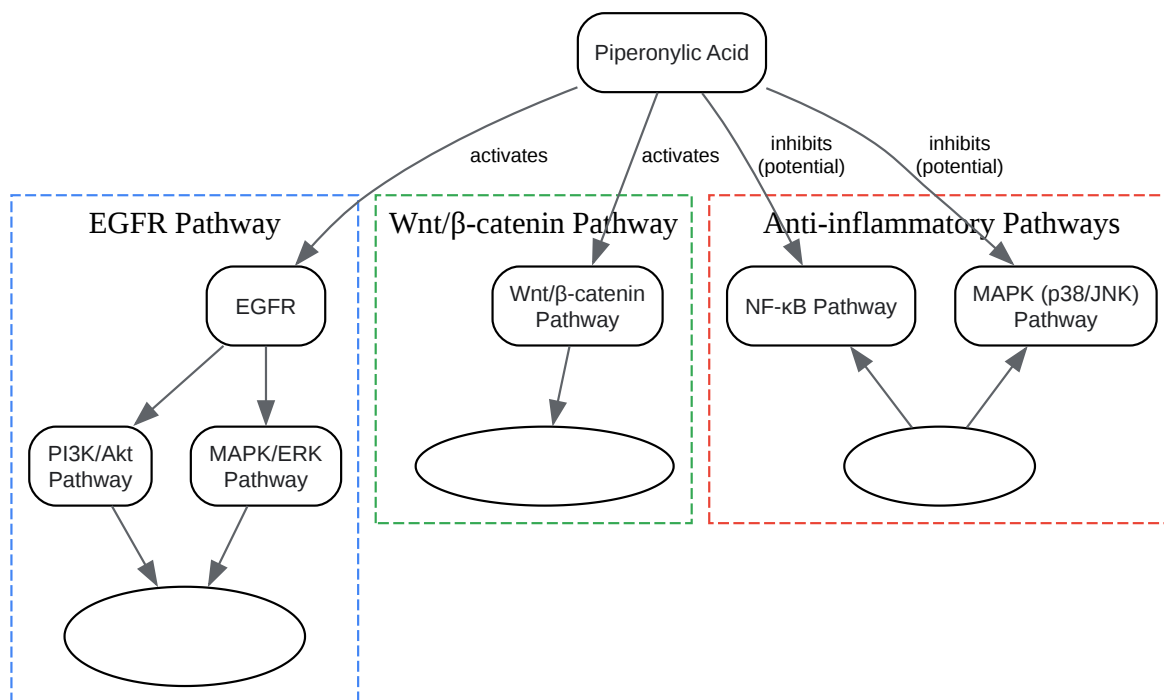 Piperonylic Acid
activates
activates
inhibits
(potential)
inhibits
(potential)
EGFR Pathway
Wnt/β-catenin Pathway
Anti-inflammatory Pathways
EGFR
Wnt/β-catenin
Pathway
NF-κB Pathway
MAPK (p38/JNK)
Pathway
PI3K/Akt
Pathway
MAPK/ERK
Pathway